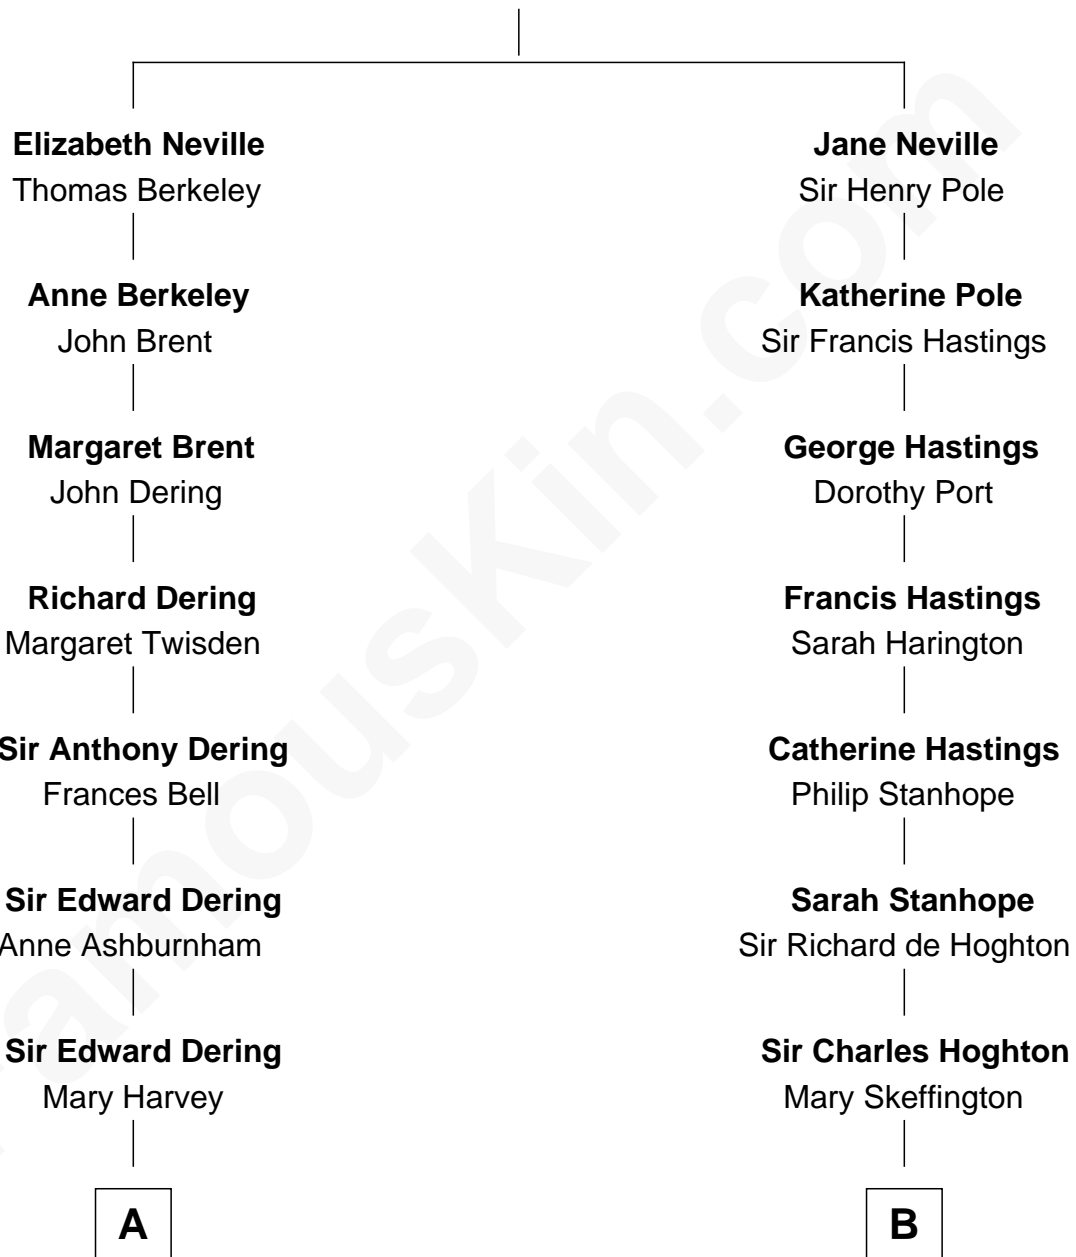 Elizabeth Neville
Thomas Berkeley
Jane Neville
Sir Henry Pole
Anne Berkeley
John Brent
Katherine Pole
Sir Francis Hastings
Margaret Brent
John Dering
George Hastings
Dorothy Port
Richard Dering
Margaret Twisden
Francis Hastings
Sarah Harington
Sir Anthony Dering
Frances Bell
Catherine Hastings
Philip Stanhope
Sir Edward Dering
Anne Ashburnham
Sarah Stanhope
Sir Richard de Hoghton
Sir Edward Dering
Mary Harvey
Sir Charles Hoghton
Mary Skeffington
A
B
FamousKin.com